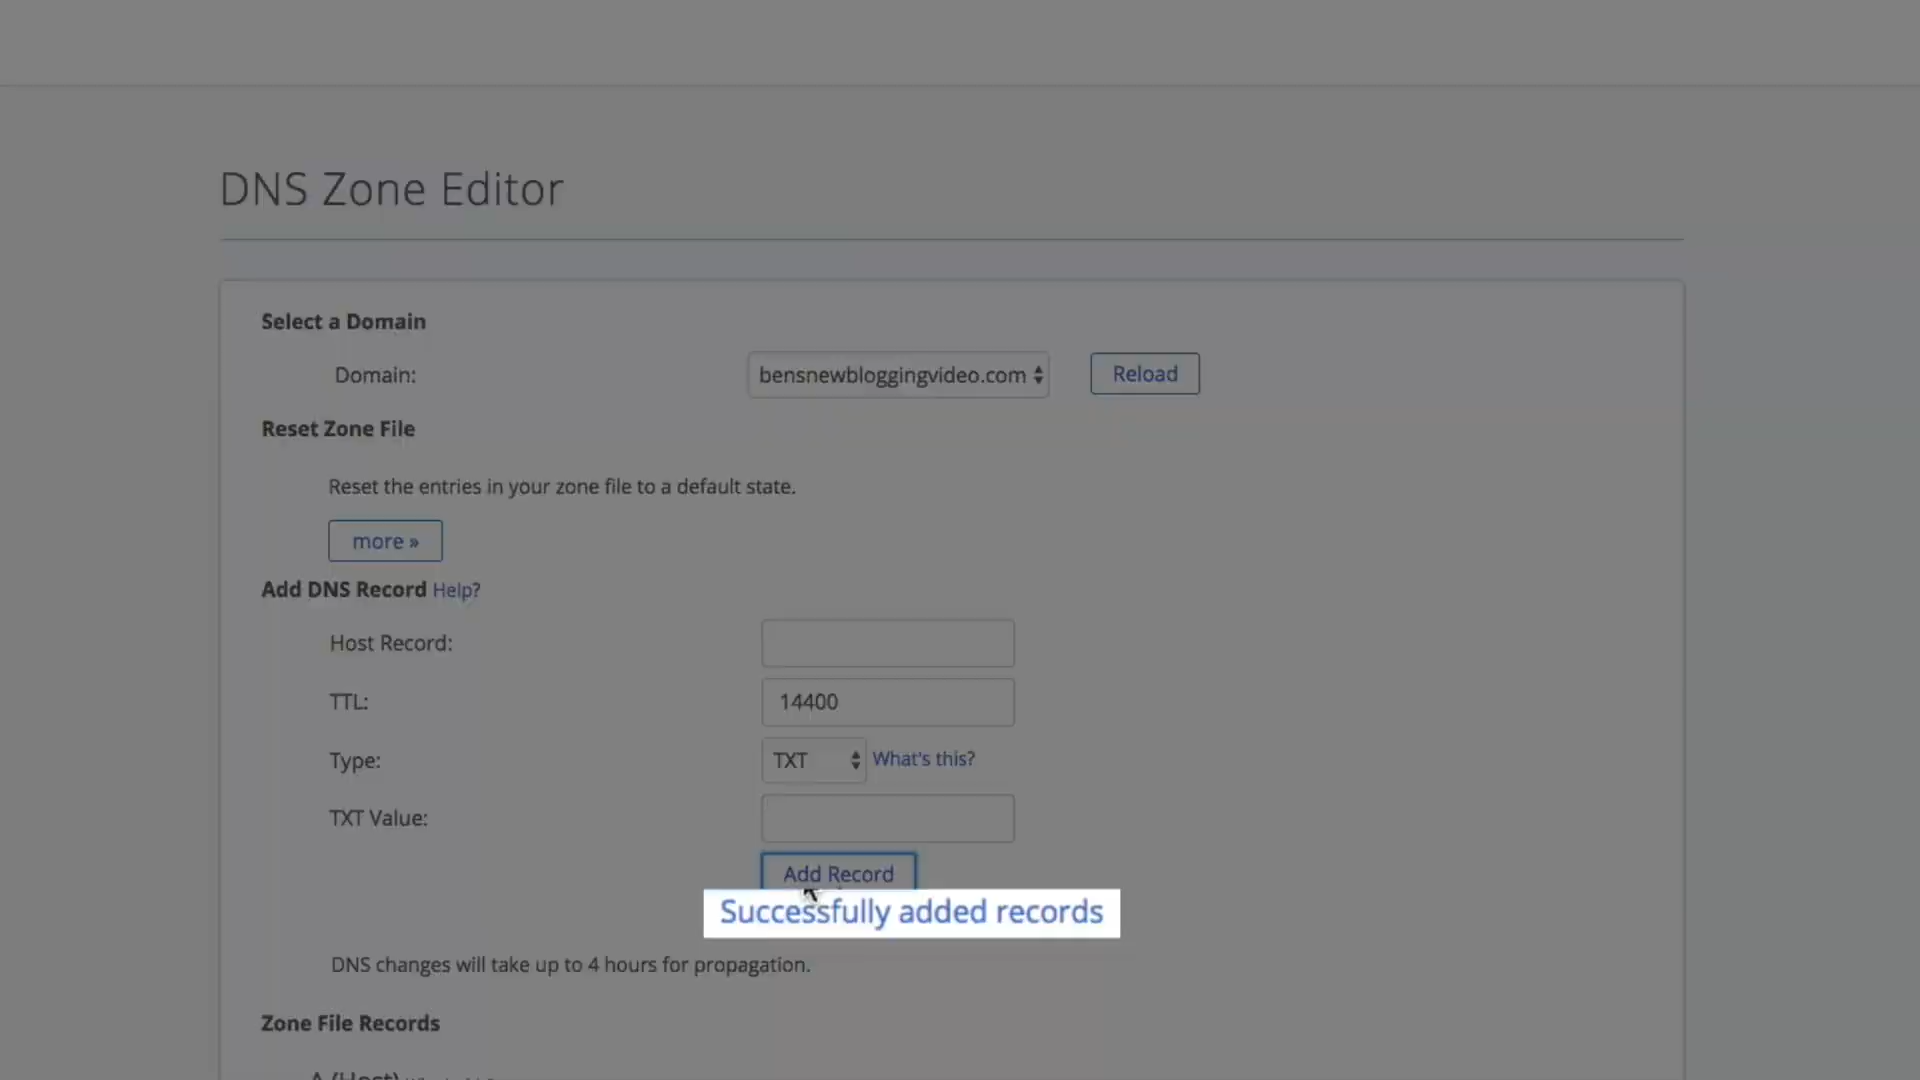 DNS Zone Editor
Select a Domain
Domain: bensnewbloggingvideo.com Reload
Reset Zone File
Reset the entries in your zone file to a default state.
more »
Add DNS Record Help?
Host Record:
TTL: 14400
Type: TXT What's this?
TXT Value:
Add Record
Successfully added records
DNS changes will take up to 4 hours for propagation.
Zone File Records
A (Host)